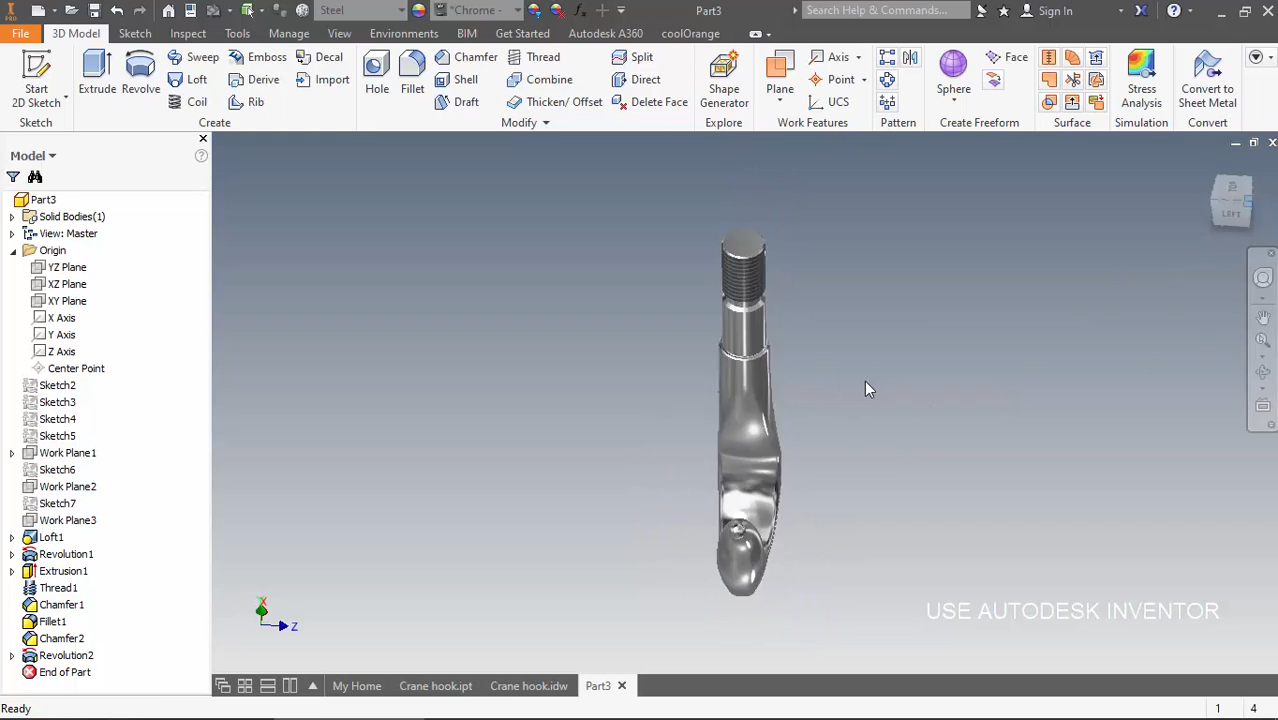 PRO
Steel
"Chrome -
Part3
Search Help & Commands...
Sign In
File
3D Model
Sketch
Inspect
Tools
Manage
View
Environments
BIM
Get Started
Autodesk A360
coolOrange
Start
2D Sketch
Sketch
Extrude
Revolve
Sweep
Loft
Coil
Emboss
Derive
Rib
Decal
Import
Create
Hole
Fillet
Chamfer
Shell
Draft
Thread
Combine
Thicken/ Offset
Split
Direct
Delete Face
Modify
Shape
Generator
Explore
Plane
Axis
Point
UCS
Work Features
Pattern
Sphere
Face
Create Freeform
Surface
Stress
Analysis
Simulation
Convert to
Sheet Metal
Convert
Model
Part3
Solid Bodies(1)
View: Master
Origin
YZ Plane
XZ Plane
XY Plane
X Axis
Y Axis
Z Axis
Center Point
Sketch2
Sketch3
Sketch4
Sketch5
Work Plane1
Sketch6
Work Plane2
Sketch7
Work Plane3
Loft1
Revolution1
Extrusion1
Thread1
Chamfer1
Fillet1
Chamfer2
Revolution2
End of Part
LEFT
X
Z
USE AUTODESK INVENTOR
My Home
Crane hook.ipt
Crane hook.idw
Part3
Ready
1
4